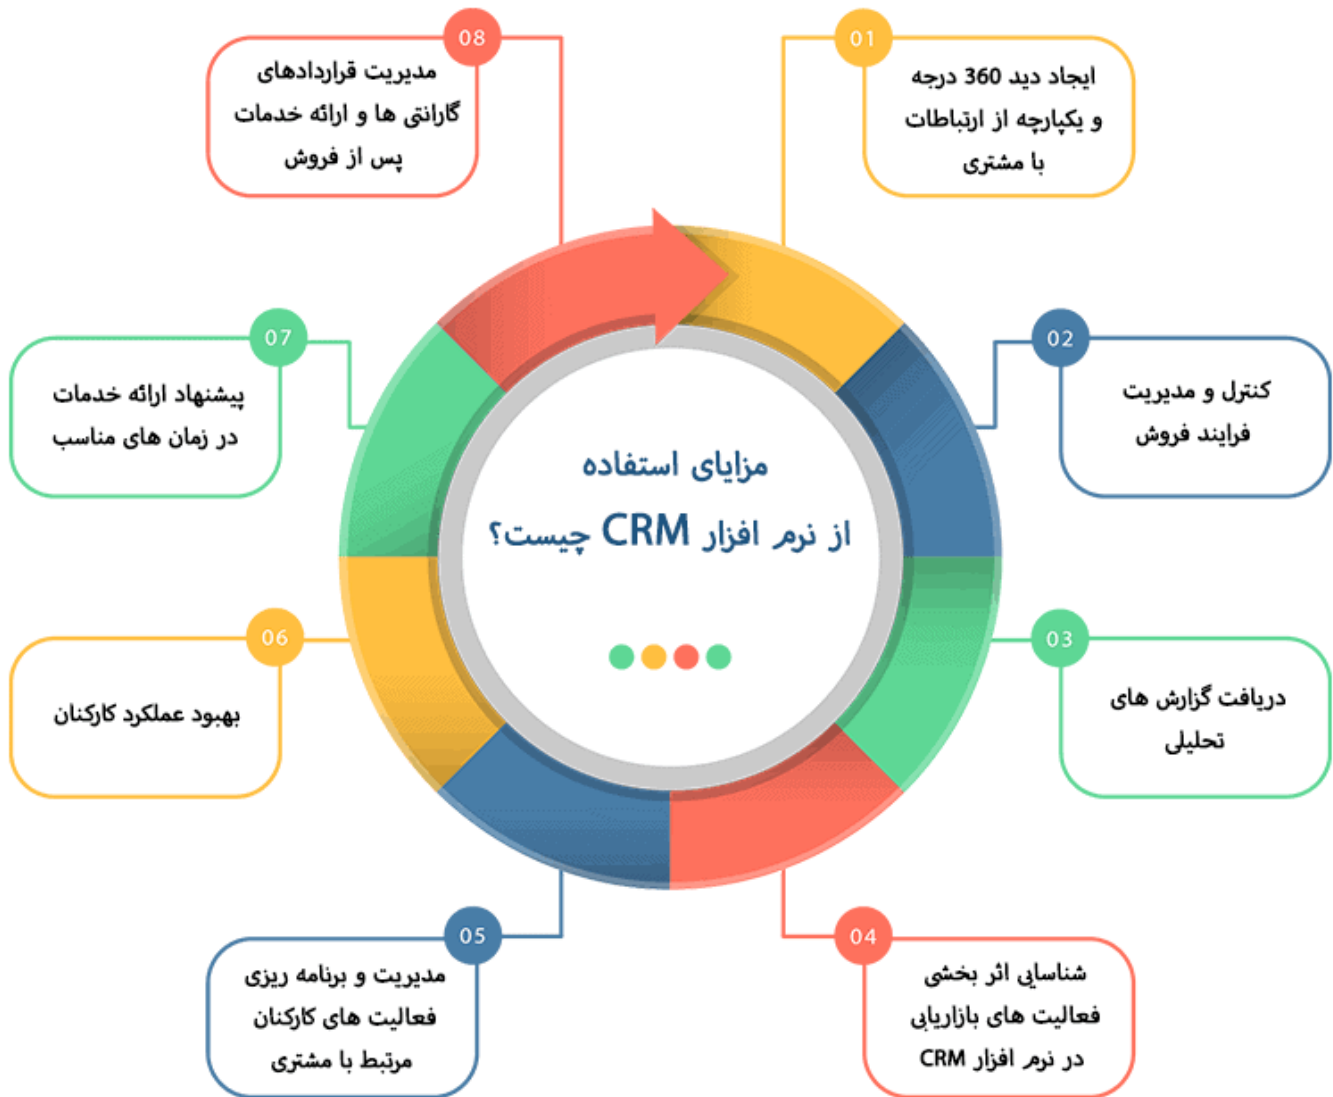 مزایای استفاده
از نرم افزار CRM چیست؟
01
ایجاد دید 360 درجه
و یکپارچه از ارتباطات
با مشتری
02
کنترل و مدیریت
فرایند فروش
03
دریافت گزارش های
تحلیلی
04
شناسایی اثر بخشی
فعالیت های بازاریابی
در نرم افزار CRM
05
مدیریت و برنامه ریزی
فعالیت های کارکنان
مرتبط با مشتری
06
بهبود عملکرد کارکنان
07
پیشنهاد ارائه خدمات
در زمان های مناسب
08
مدیریت قراردادهای
گارانتی ها و ارائه خدمات
پس از فروش